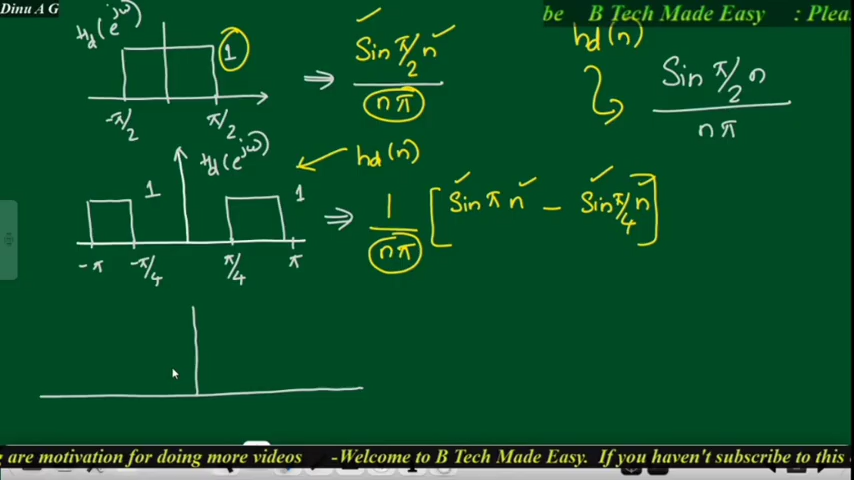 Dinu A G
be B Tech Made Easy : Plea
Hd(e^jω)
1
-π/2 π/2
⇒ Sin π/2 n / nπ
hd(n)
Sin π/2 n / nπ
Hd(e^jω)
hd(n)
1 1
-π -π/4 π/4 π
⇒ 1/nπ [Sin π n - Sin π/4 n]
g are motivation for doing more videos -Welcome to B Tech Made Easy. If you haven't subscribe to this